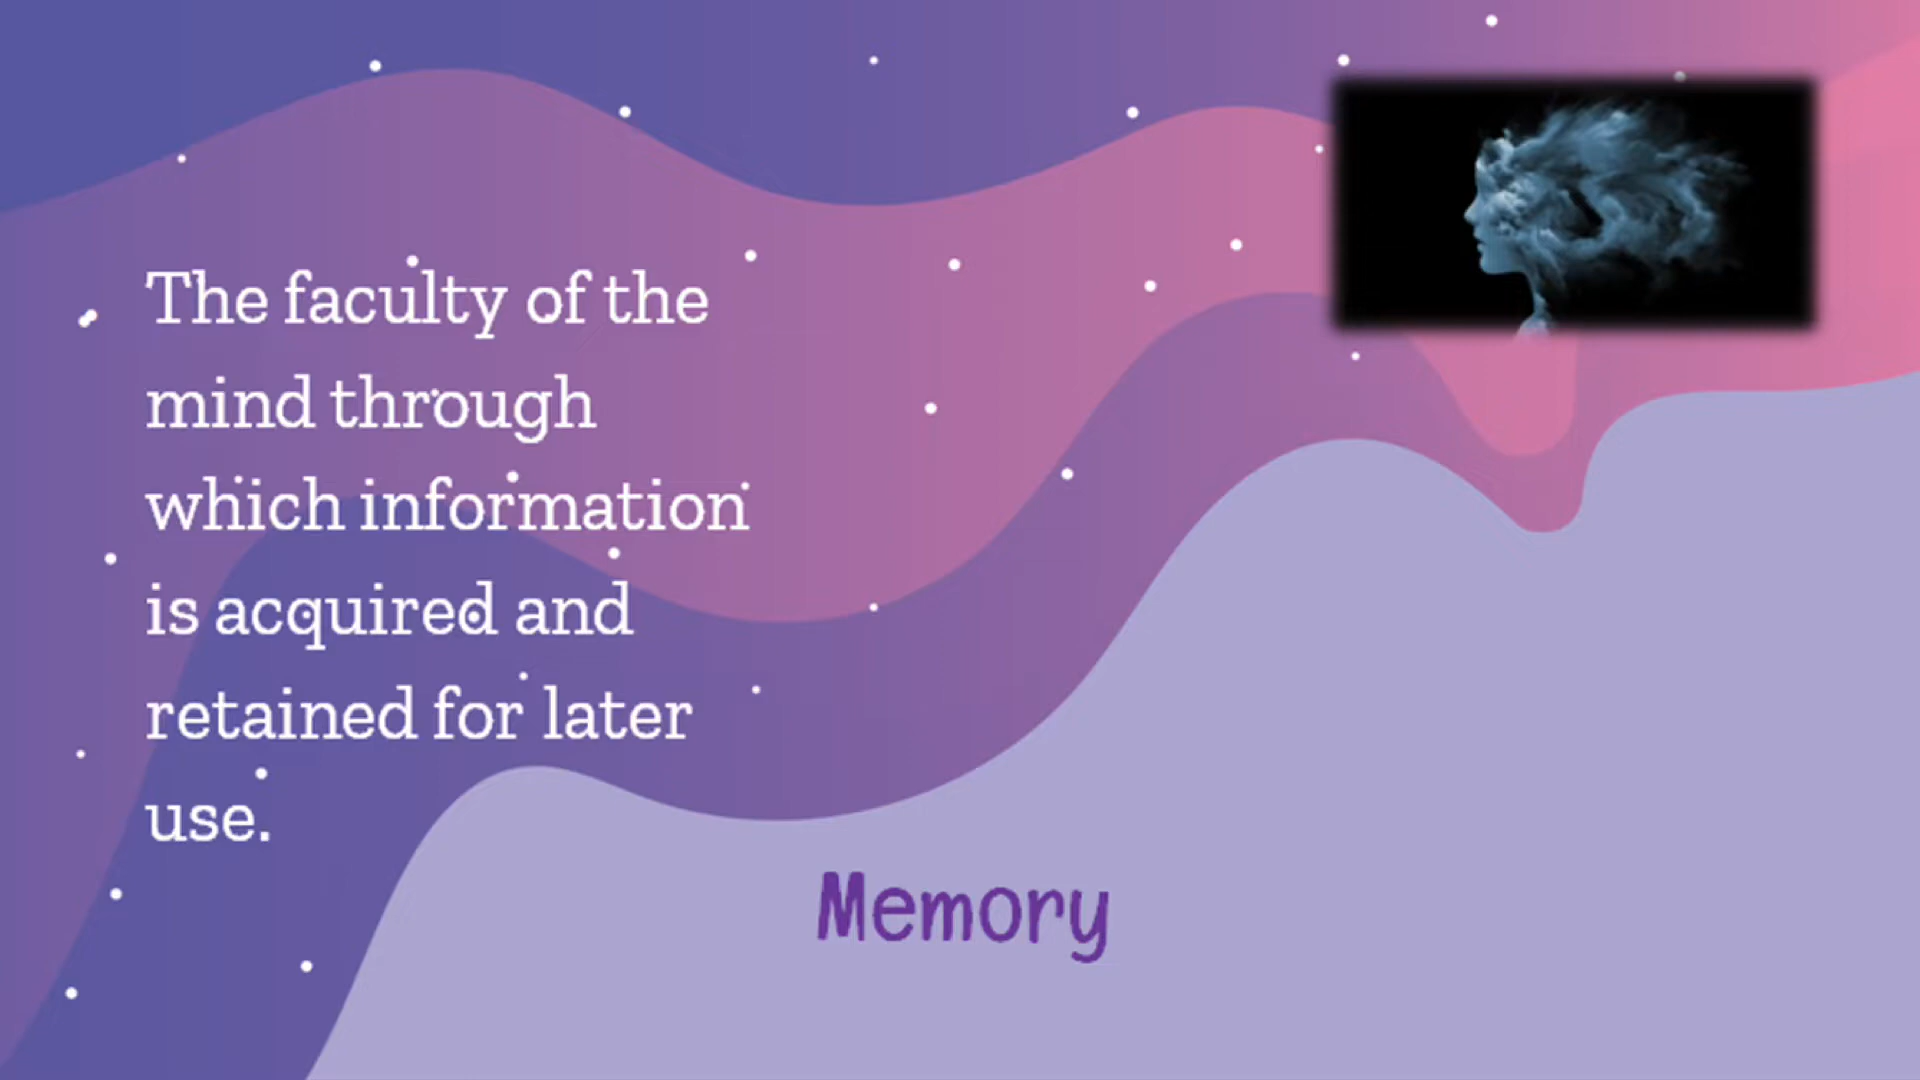 The faculty of the
mind through
which information
is acquired and
retained for later
use.
Memory